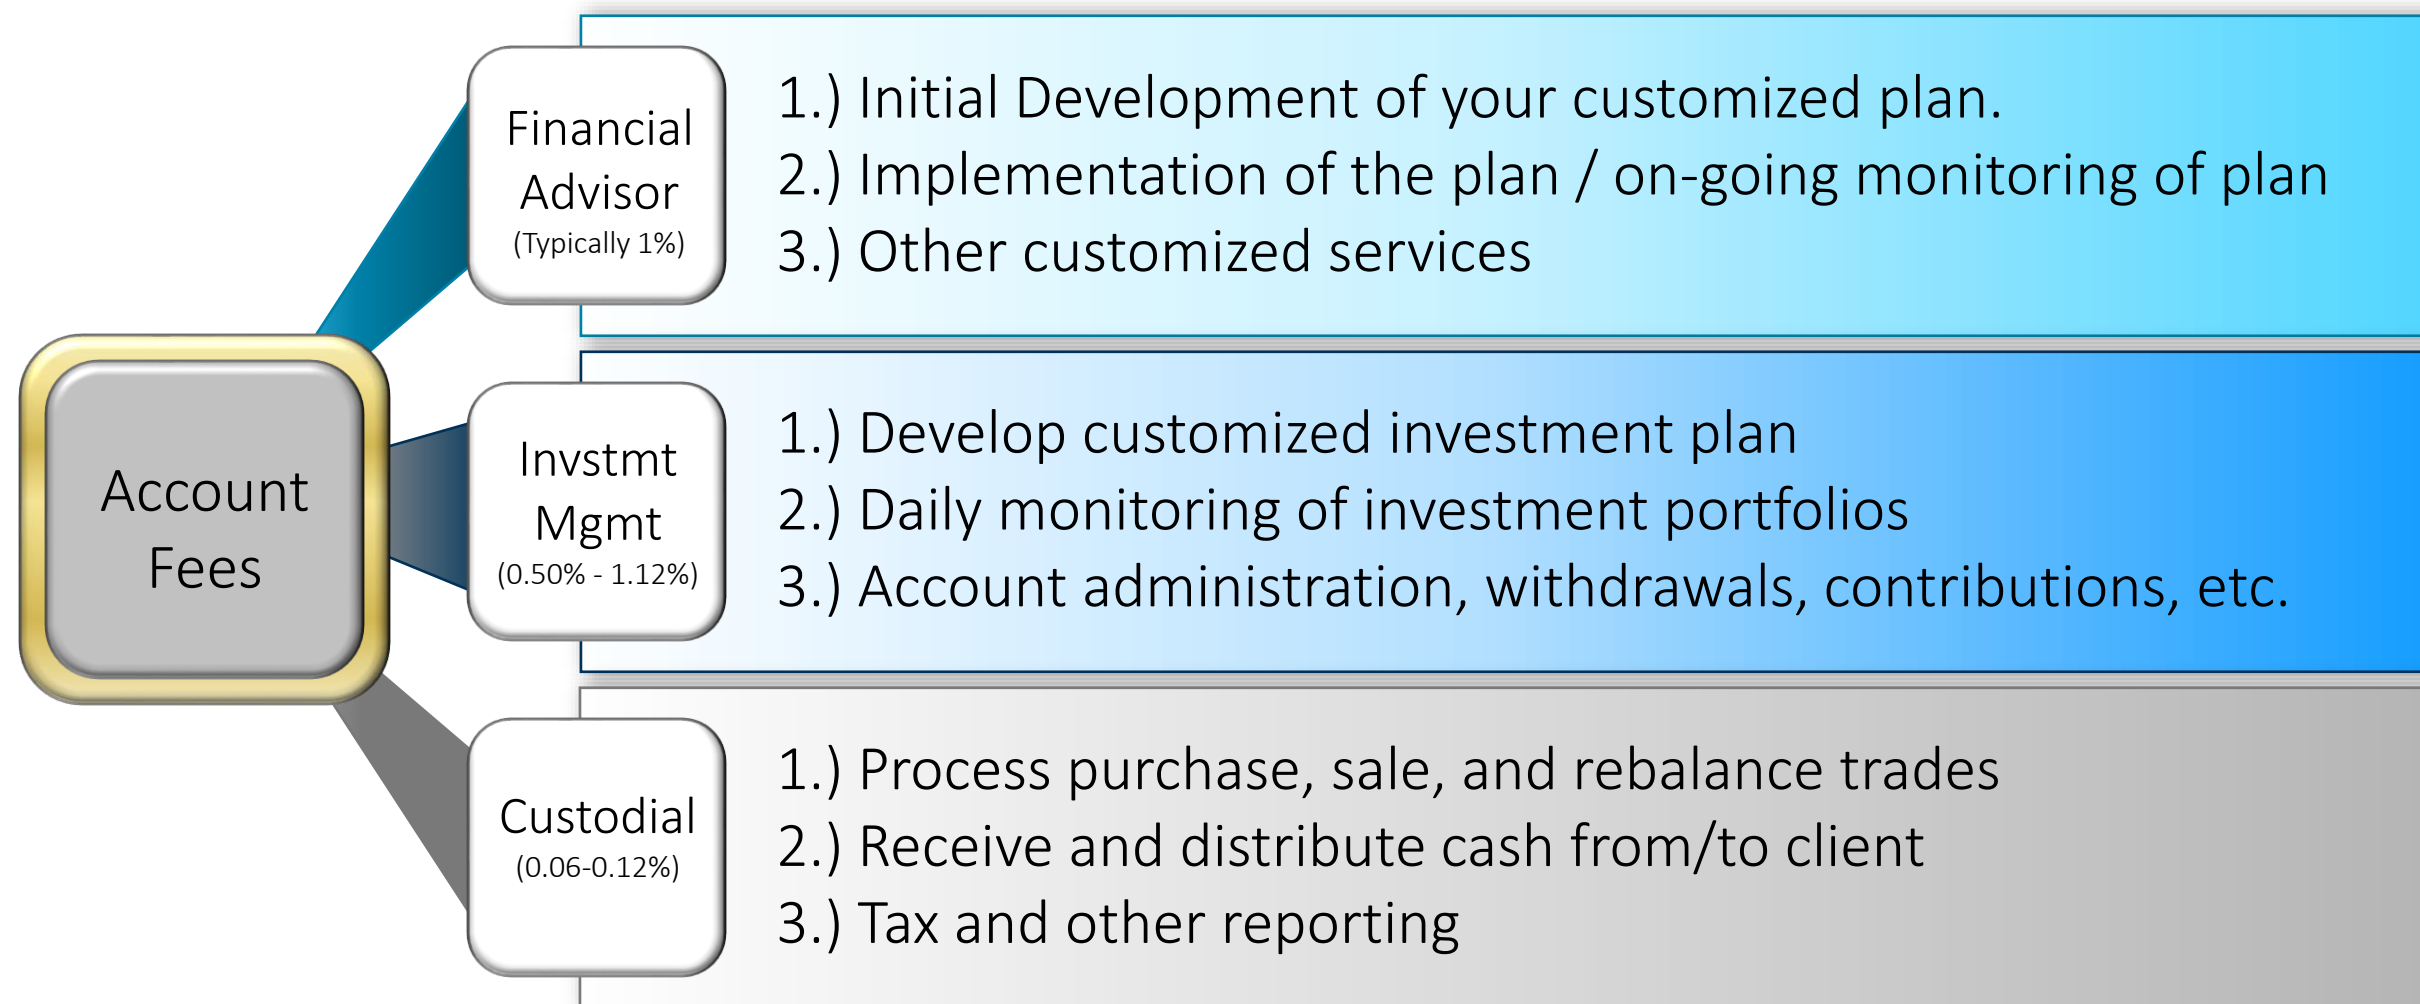 Account
Fees
Financial
Advisor
(Typically 1%)
1.) Initial Development of your customized plan.
2.) Implementation of the plan / on-going monitoring of plan
3.) Other customized services
Invstmt
Mgmt
(0.50% - 1.12%)
1.) Develop customized investment plan
2.) Daily monitoring of investment portfolios
3.) Account administration, withdrawals, contributions, etc.
Custodial
(0.06-0.12%)
1.) Process purchase, sale, and rebalance trades
2.) Receive and distribute cash from/to client
3.) Tax and other reporting